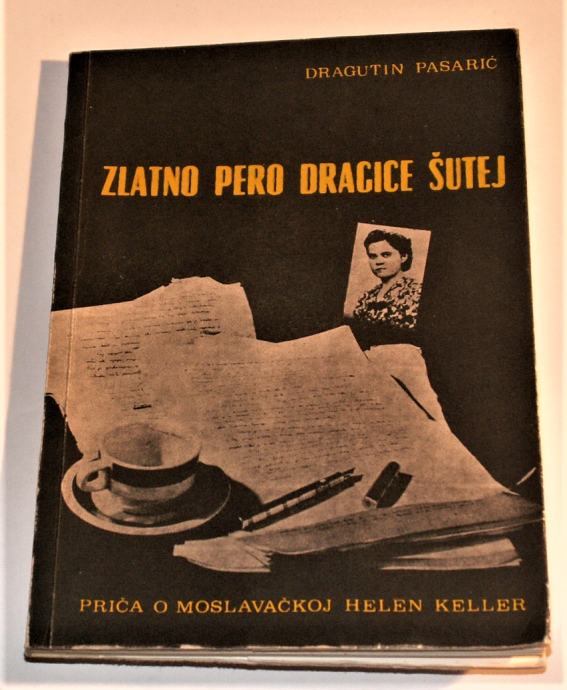 DRAGUTIN PASARIĆ
ZLATNO PERO DRAGICE ŠUTEJ
PRIČA O MOSLAVAČKOJ HELEN KELLER